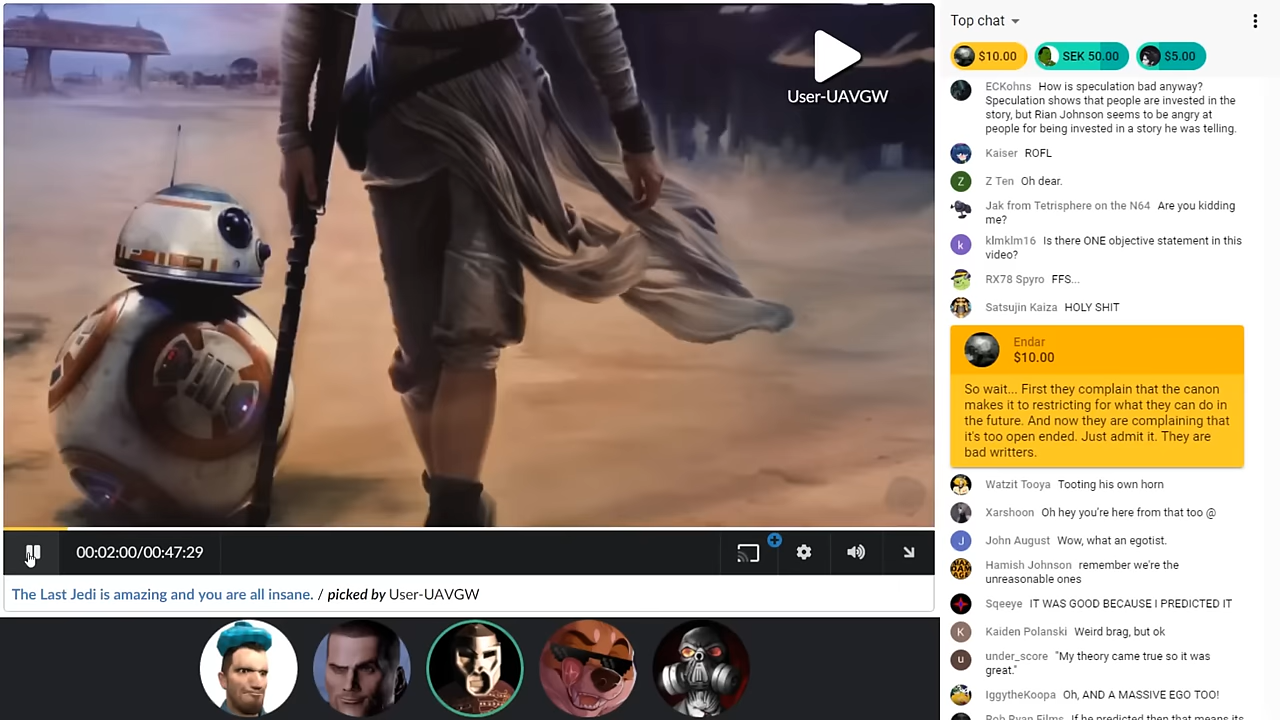 Top chat
$10.00
SEK 50.00
$5.00
User-UAVGW
ECKohns How is speculation bad anyway?
Speculation shows that people are invested in the
story, but Rian Johnson seems to be angry at
people for being invested in a story he was telling.
Kaiser ROFL
Z
Z Ten Oh dear.
Jak from Tetrisphere on the N64 Are you kidding
me?
k
klmklm16 Is there ONE objective statement in this
video?
RX78 Spyro FFS...
Satsujin Kaiza HOLY SHIT
Endar
$10.00
So wait... First they complain that the canon
makes it to restricting for what they can do in
the future. And now they are complaining that
it's too open ended. Just admit it. They are
bad writters.
Watzit Tooya Tooting his own horn
Xarshoon Oh hey you're here from that too @
J
John August Wow, what an egotist.
Hamish Johnson remember we're the
unreasonable ones
Sqeeye IT WAS GOOD BECAUSE I PREDICTED IT
K
Kaiden Polanski Weird brag, but ok
u
under_score "My theory came true so it was
great."
IggytheKoopa Oh, AND A MASSIVE EGO TOO!
Rob Ryan Films If he predicted then that means its
00:02:00/00:47:29
The Last Jedi is amazing and you are all insane. / picked by User-UAVGW